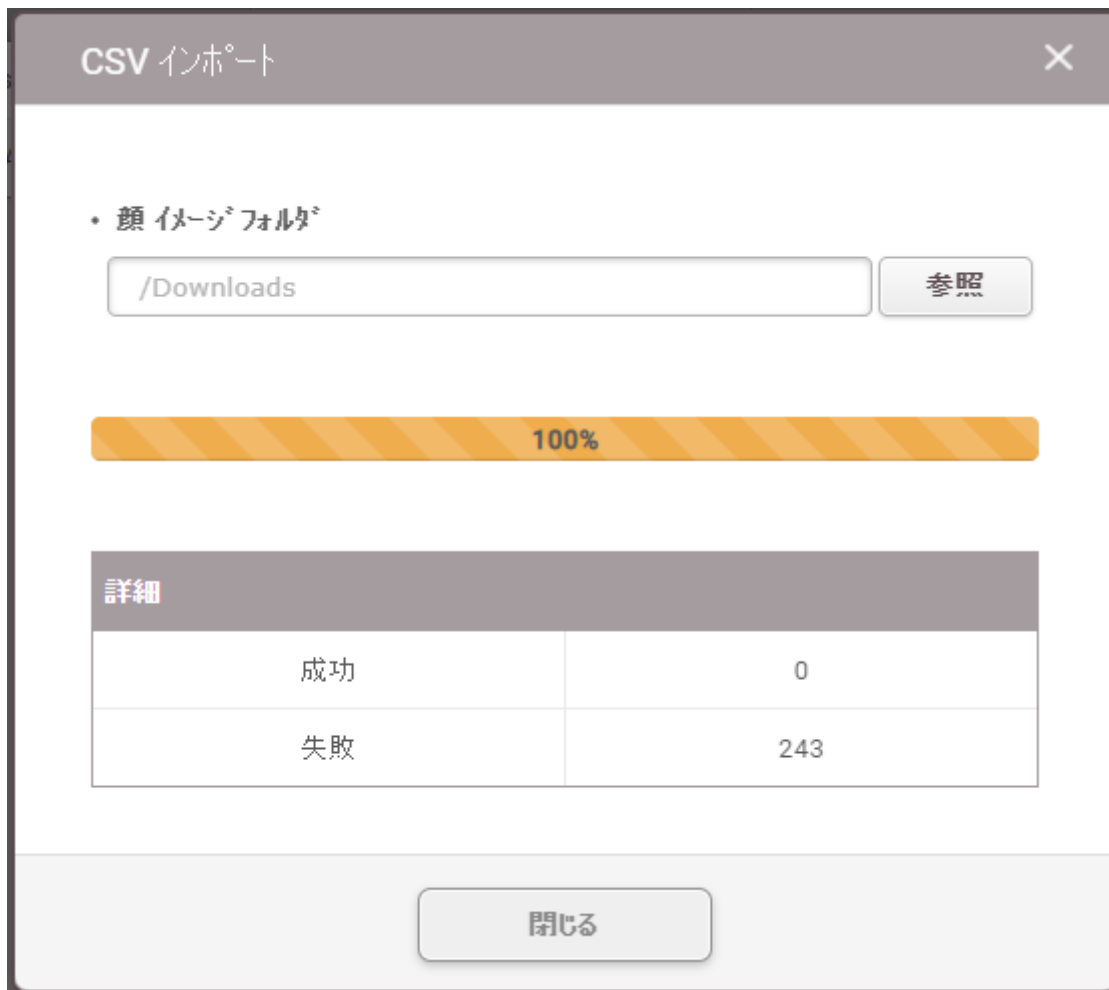 CSV インポート
・ 顔 イメージフォルダ
/Downloads
参照
100%
詳細
成功 0
失敗 243
閉じる